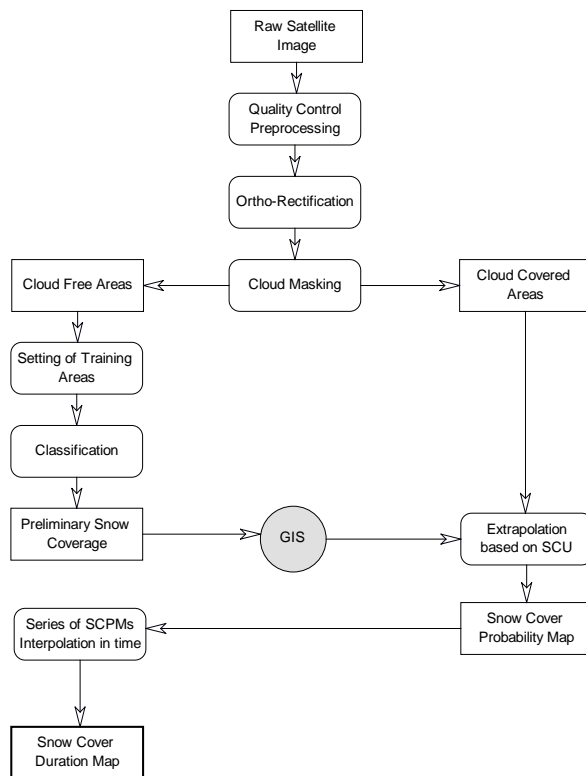 Raw Satellite
Image
Quality Control
Preprocessing
Ortho-Rectification
Cloud Free Areas
Cloud Masking
Cloud Covered
Areas
Setting of Training
Areas
Classification
Preliminary Snow
Coverage
GIS
Extrapolation
based on SCU
Series of SCPMs
Interpolation in time
Snow Cover
Probability Map
Snow Cover
Duration Map